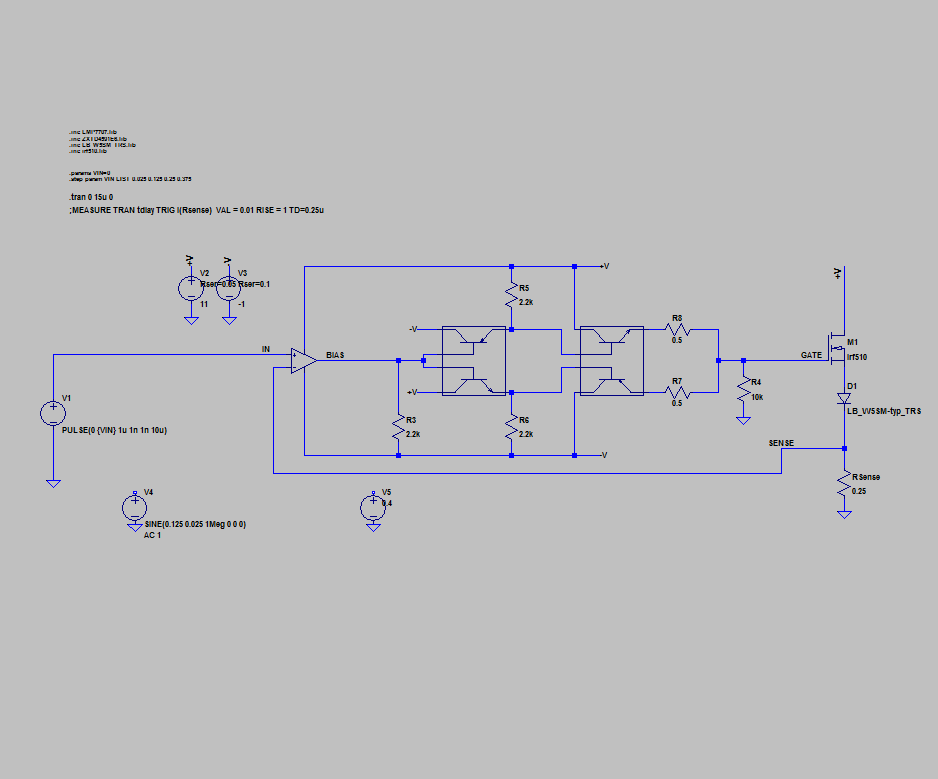 .inc LMP7707.lib
.inc ZXTD4591E6.lib
.inc LB_W5SM_TRS.lib
.inc irf510.lib
.params VIN=0
.step param VIN LIST 0.025 0.125 0.25 0.375
.tran 0 15u 0
;MEASURE TRAN tdlay TRIG I(Rsense) VAL = 0.01 RISE = 1 TD=0.25u
+V
V2
Rser=0.05
11
-V
V3
Rser=0.1
-1
+V
R5
2.2k
-V
+V
IN
BIAS
R8
0.5
R7
0.5
R4
10k
GATE
+V
M1
Irf510
D1
LB_W5SM-typ_TRS
V1
PULSE(0 {VIN} 1u 1n 1n 10u)
R3
2.2k
R6
2.2k
-V
SENSE
RSense
0.25
V4
SINE(0.125 0.025 1Meg 0 0 0)
AC 1
V5
0.4